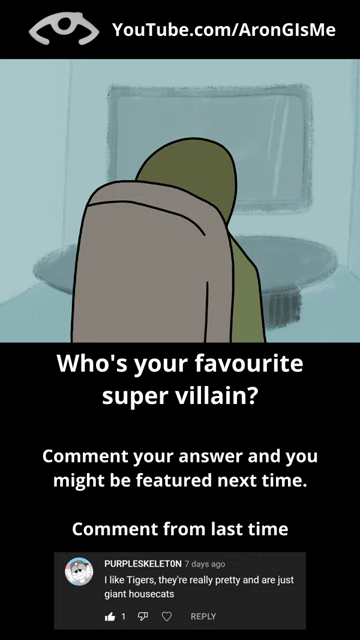 YouTube.com/AronGIsMe
Who's your favourite
super villain?
Comment your answer and you
might be featured next time.
Comment from last time
PURPLESKELET0N 7 days ago
I like Tigers, they're really pretty and are just
giant housecats
1 REPLY